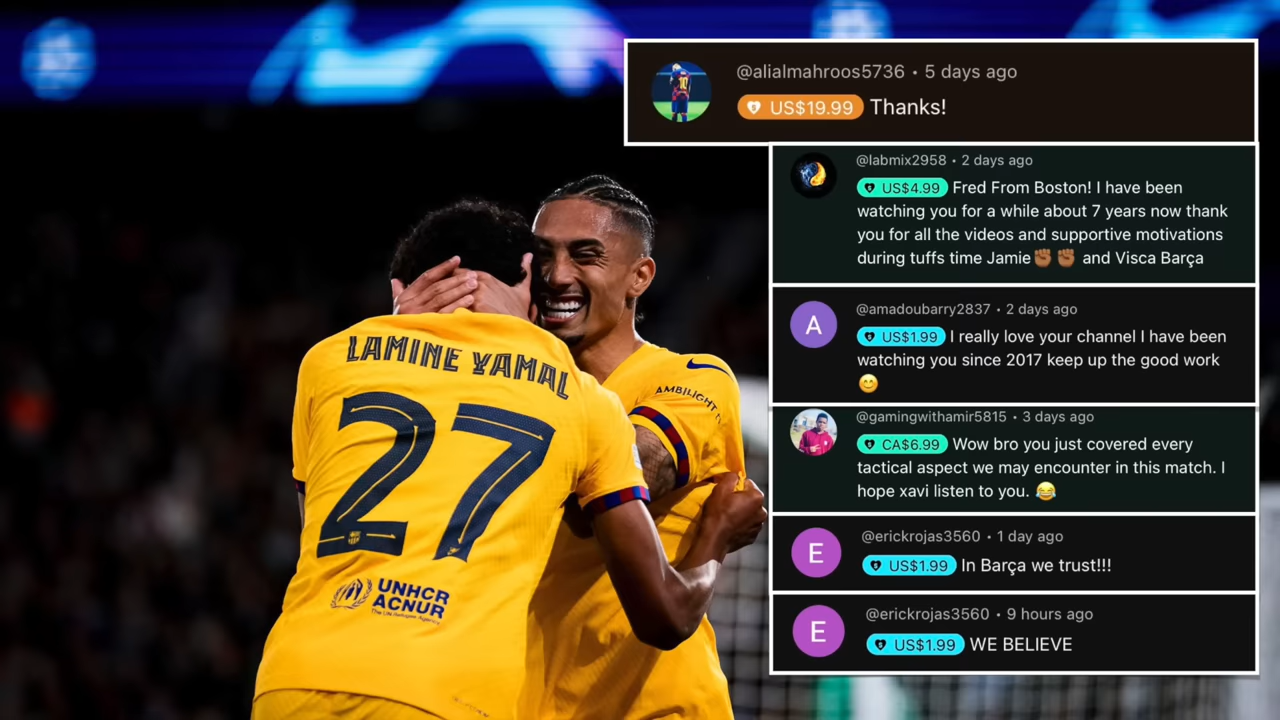 @alialmahroos5736 • 5 days ago
US$19.99 Thanks!
@labmix2958 • 2 days ago
US$4.99 Fred From Boston! I have been
watching you for a while about 7 years now thank
you for all the videos and supportive motivations
during tuffs time Jamie✊🏾 ✊🏾 and Visca Barça
A
@amadoubarry2837 • 2 days ago
US$1.99 I really love your channel I have been
watching you since 2017 keep up the good work
😊
@gamingwithamir5815 • 3 days ago
CA$6.99 Wow bro you just covered every
tactical aspect we may encounter in this match. I
hope xavi listen to you. 😂
E
@erickrojas3560 • 1 day ago
US$1.99 In Barça we trust!!!
E
@erickrojas3560 • 9 hours ago
US$1.99 WE BELIEVE
LAMINE YAMAL
27
UNHCR
ACNUR
The UN Refugee Agency
AMBILIGHT
10